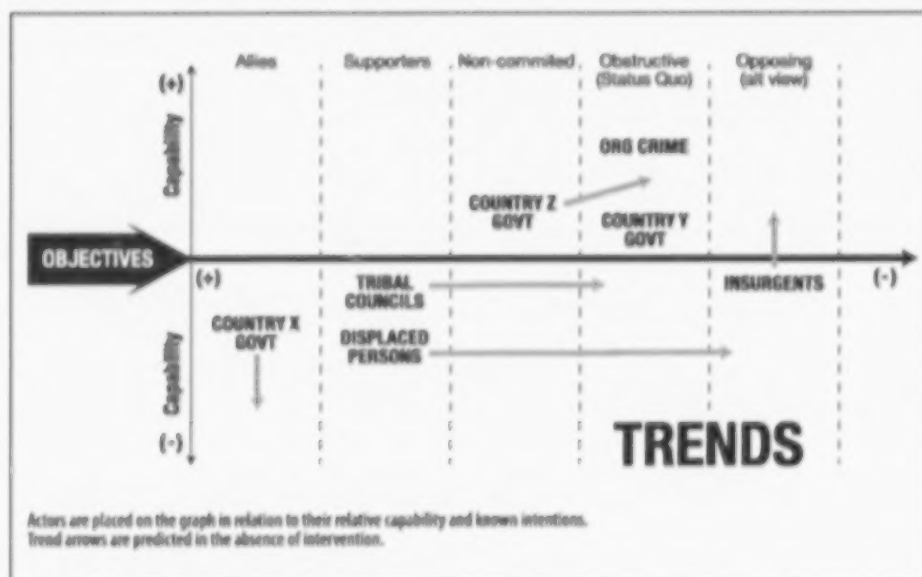 Allies Supporters Non-commited Obstructive (Status Quo) Opposing (alt view)
(+)
Capability
ORG CRIME
COUNTRY Z
GOVT
COUNTRY Y
GOVT
OBJECTIVES
(+)
(-)
TRIBAL
COUNCILS
INSURGENTS
COUNTRY X
GOVT
DISPLACED
PERSONS
Capability
(-)
TRENDS
Actors are placed on the graph in relation to their relative capability and known intentions.
Trend arrows are predicted in the absence of intervention.